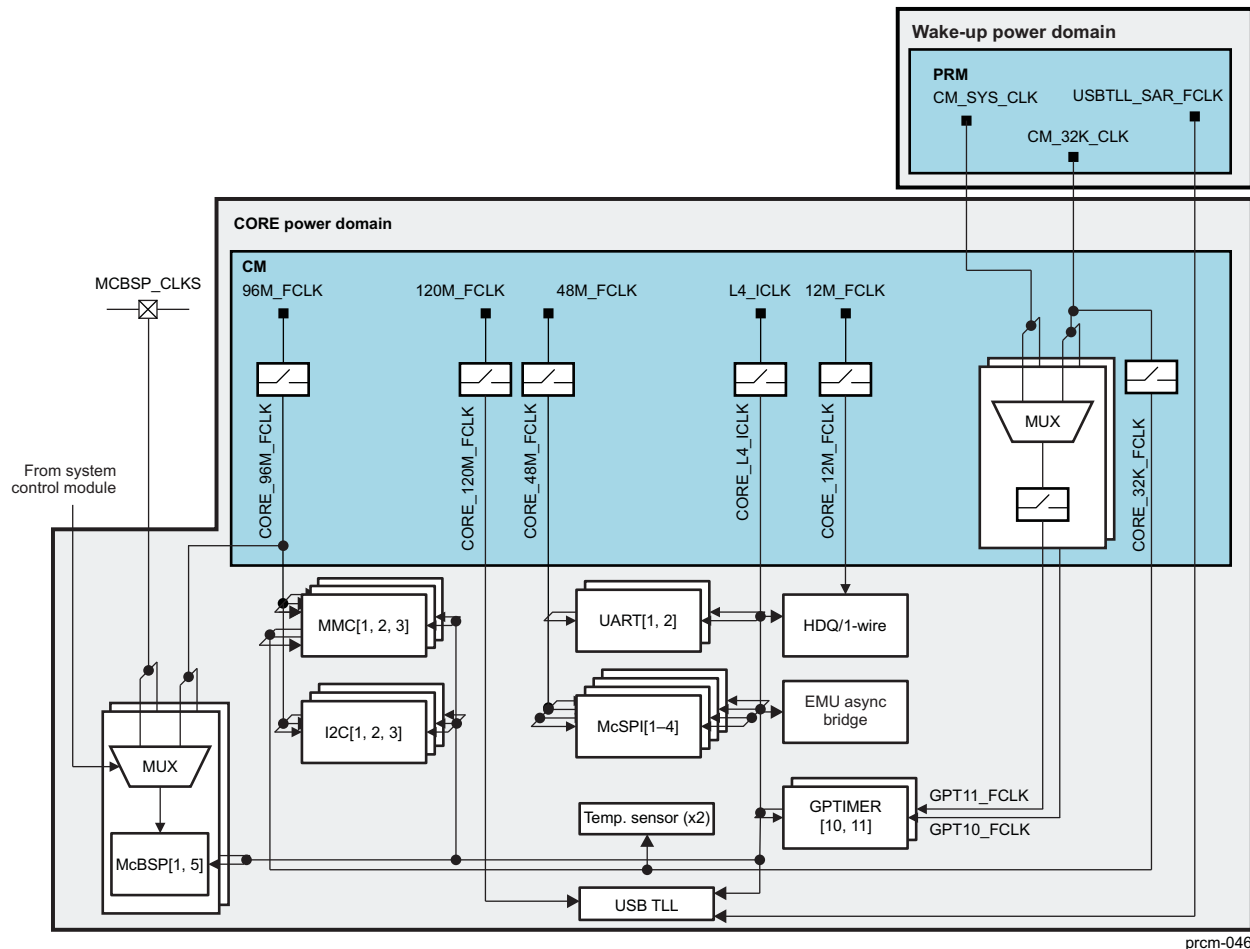 Wake-up power domain
PRM
CM_SYS_CLK
USBTLL_SAR_FCLK
CM_32K_CLK
CORE power domain
CM
MCBSP_CLKS
96M_FCLK
120M_FCLK
48M_FCLK
L4_ICLK
12M_FCLK
CORE_96M_FCLK
CORE_120M_FCLK
CORE_48M_FCLK
CORE_L4_ICLK
CORE_12M_FCLK
MUX
CORE_32K_FCLK
From system
control module
MMC[1, 2, 3]
UART[1, 2]
HDQ/1-wire
I2C[1, 2, 3]
McSPI[1–4]
EMU async
bridge
MUX
GPTIMER
[10, 11]
GPT11_FCLK
GPT10_FCLK
Temp. sensor (x2)
McBSP[1, 5]
USB TLL
prcm-046